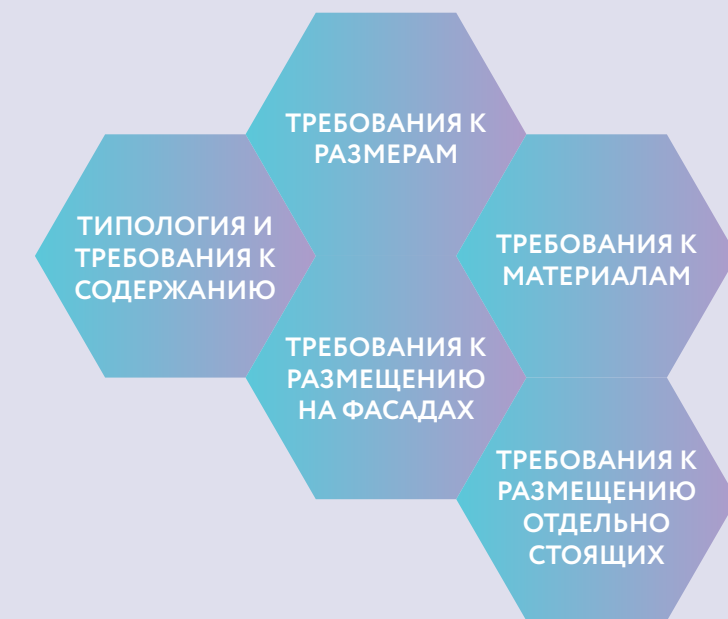 ТРЕБОВАНИЯ К
РАЗМЕРАМ
ТИПОЛОГИЯ И
ТРЕБОВАНИЯ К
СОДЕРЖАНИЮ
ТРЕБОВАНИЯ К
МАТЕРИАЛАМ
ТРЕБОВАНИЯ К
РАЗМЕЩЕНИЮ
НА ФАСАДАХ
ТРЕБОВАНИЯ К
РАЗМЕЩЕНИЮ
ОТДЕЛЬНО
СТОЯЩИХ